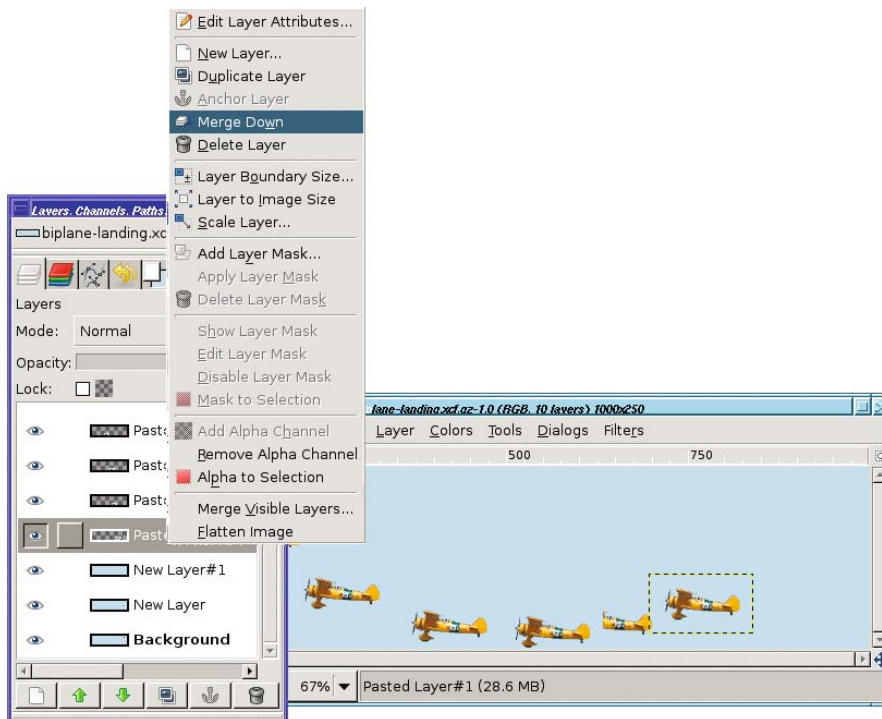 Edit Layer Attributes...
New Layer...
Duplicate Layer
Anchor Layer
Merge Down
Delete Layer
Layer Boundary Size...
Layer to Image Size
Scale Layer...
Add Layer Mask...
Apply Layer Mask
Delete Layer Mask
Show Layer Mask
Edit Layer Mask
Disable Layer Mask
Mask to Selection
Add Alpha Channel
Remove Alpha Channel
Alpha to Selection
Merge Visible Layers...
Flatten Image
Layers, Channels, Paths,
biplane-landing.xc
Layers
Mode: Normal
Opacity:
Lock:
Past
Past
Past
Paste
New Layer#1
New Layer
Background
lane-landing.xcf.gz-1.0 (RGB, 10 layers) 1000x250
Layer Colors Tools Dialogs Filters
500 750
67% Pasted Layer#1 (28.6 MB)